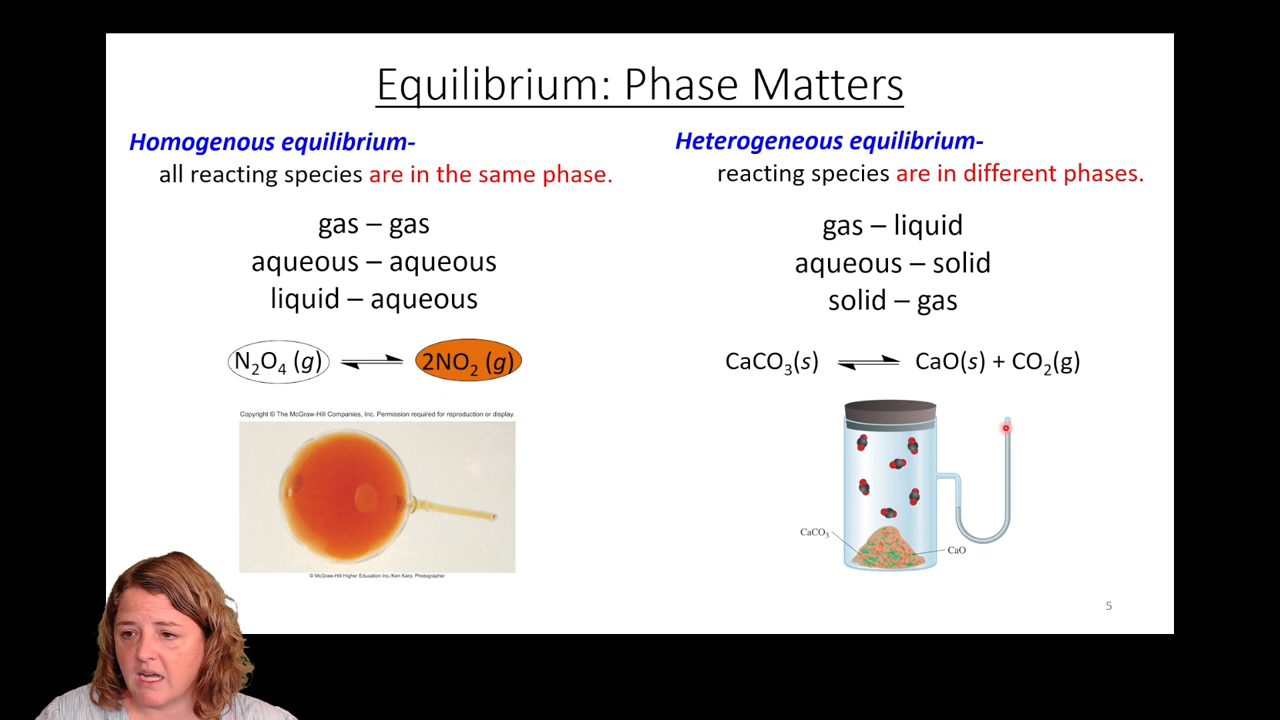 Equilibrium: Phase Matters
Homogenous equilibrium-
all reacting species are in the same phase.
gas – gas
aqueous – aqueous
liquid – aqueous
N₂O₄ (g) ⇌ 2NO₂ (g)
Copyright © The McGraw-Hill Companies, Inc. Permission required for reproduction or display.
© McGraw-Hill Higher Education Inc./Ken Karp, Photographer
Heterogeneous equilibrium-
reacting species are in different phases.
gas – liquid
aqueous – solid
solid – gas
CaCO₃(s) ⇌ CaO(s) + CO₂(g)
CaCO₃
CaO
5